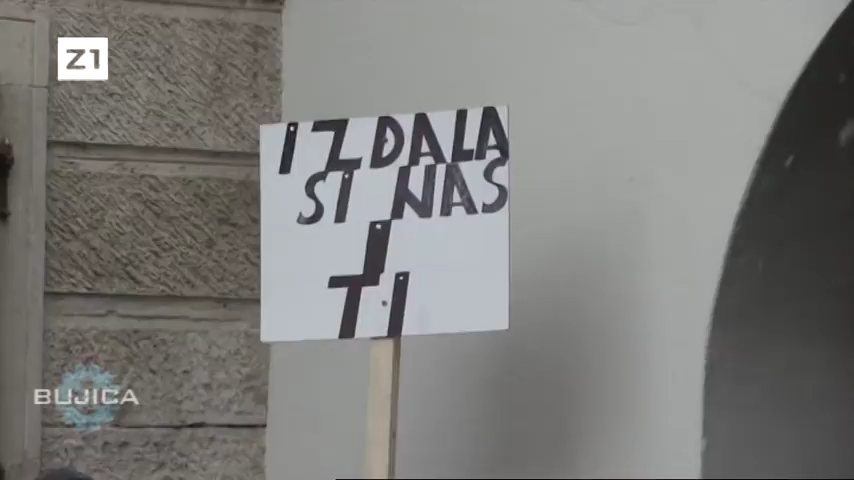 Z1
IZDALA
SI NAS
I
TI
BUJICA